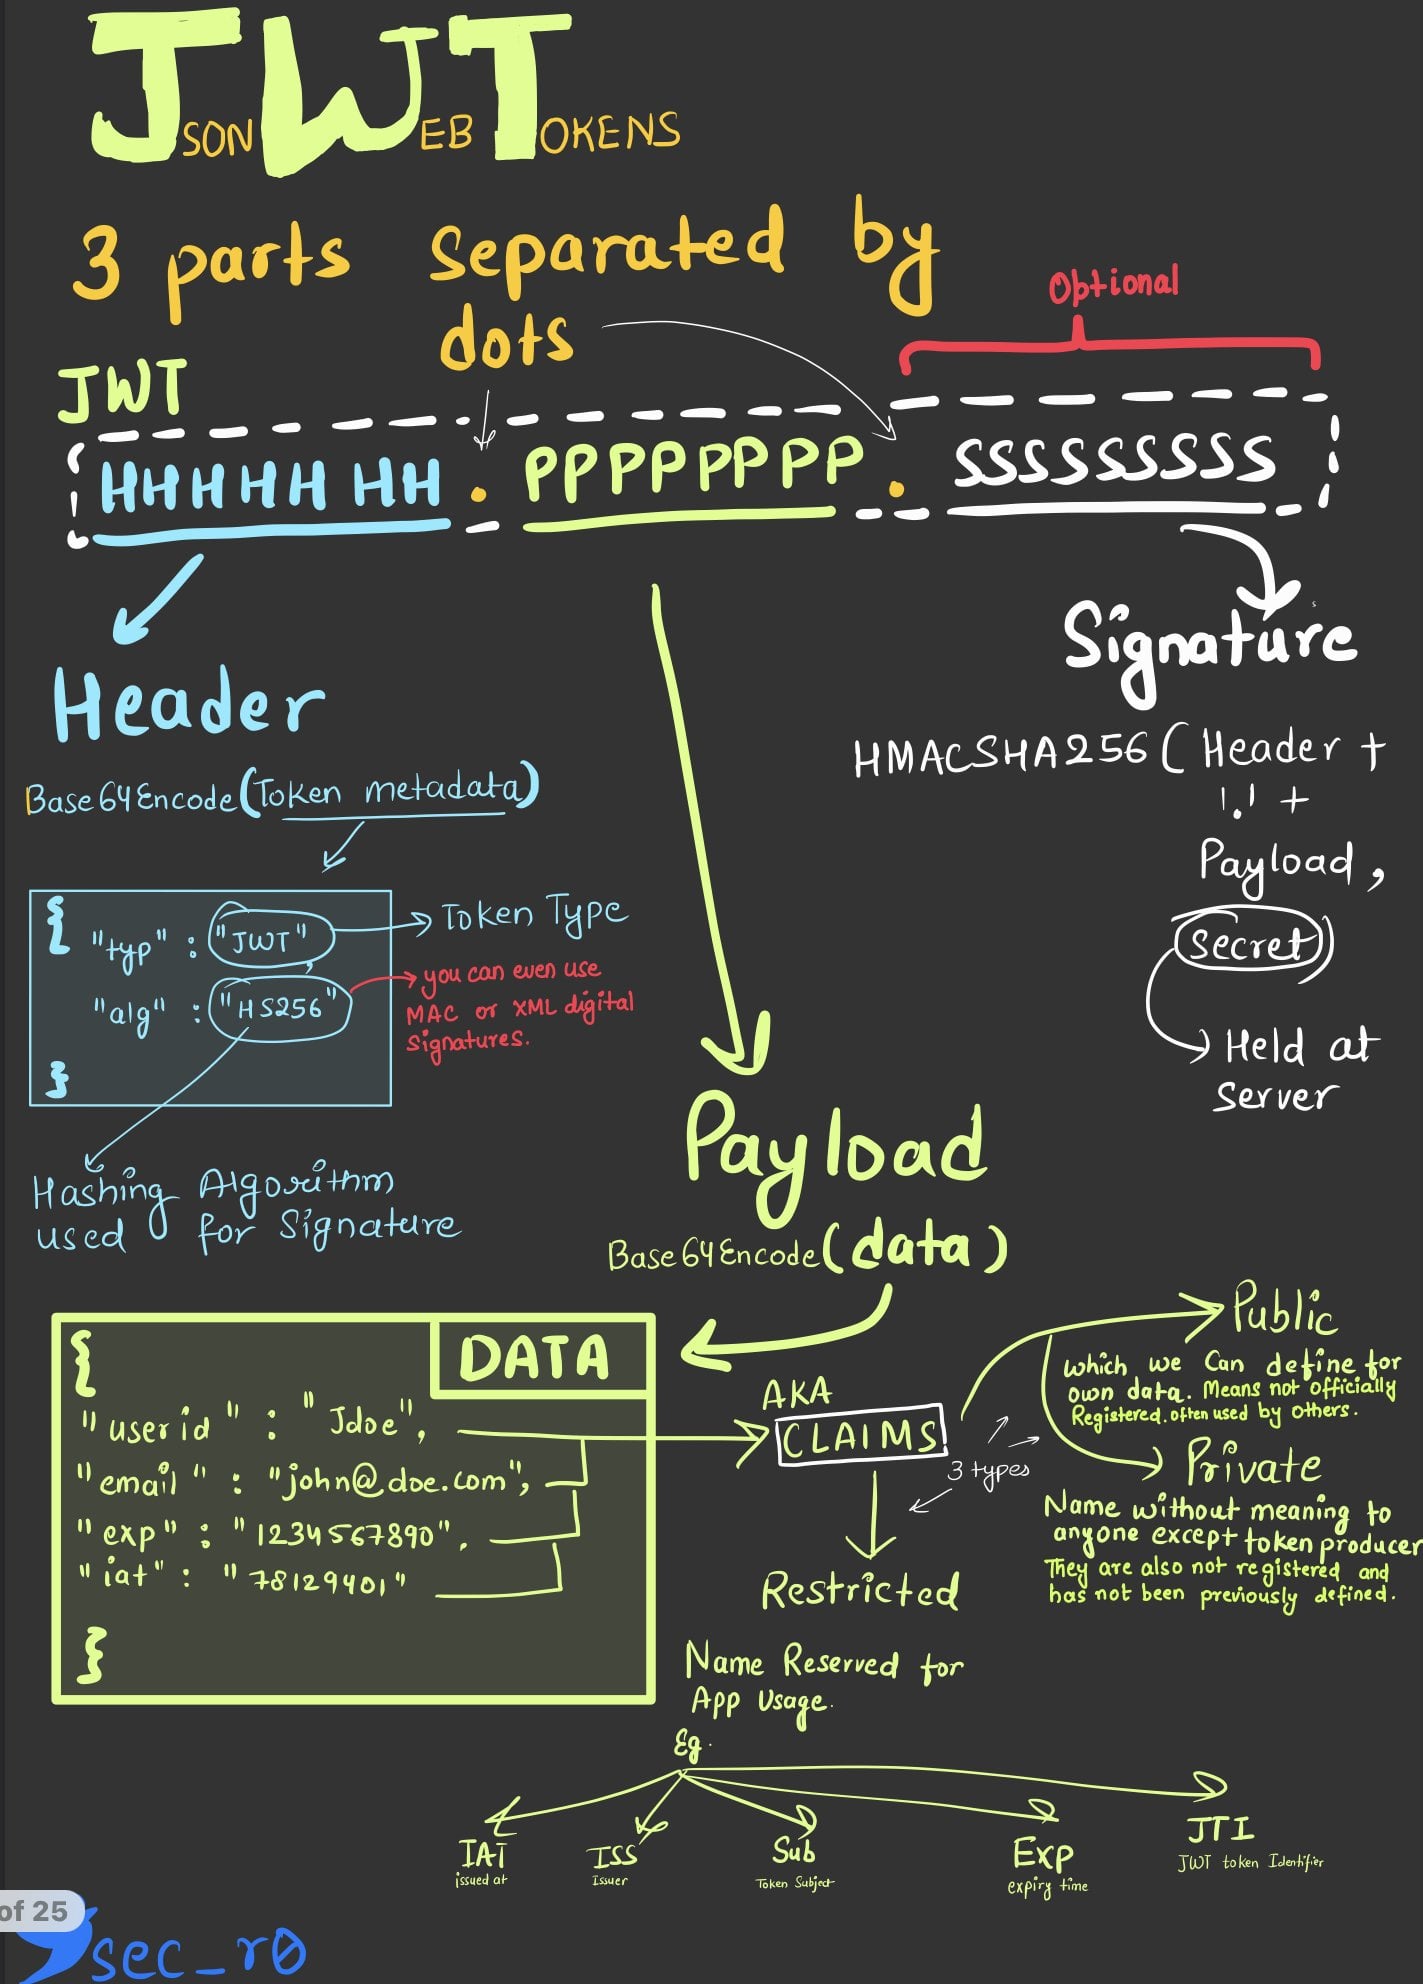 JSON WEB TOKENS
3 parts separated by
dots
Optional
JWT
HHHHHHH . PPPPPPPP . SSSSSSSSS
Header
Base64Encode(Token metadata)
{
"typ" : "JWT",
"alg" : "HS256"
}
Token Type
you can even use
MAC or XML digital
signatures.
Hashing Algorithm
used for Signature
Signature
HMACSHA256(Header +
'.' +
Payload,
secret)
Held at
server
Payload
Base64Encode(data)
DATA
{
"userid" : "Jdoe",
"email" : "john@doe.com",
"exp" : "1234567890".
"iat" : "78129401"
}
AKA
CLAIMS
3 types
Public
which we can define for
own data. Means not officially
Registered. often used by others.
Private
Name without meaning to
anyone except token producer
They are also not registered and
has not been previously defined.
Restricted
Name Reserved for
App Usage.
Eg.
IAT
issued at
ISS
Issuer
Sub
Token Subject
Exp
expiry time
JTI
JWT token Identifier
of 25
sec_r0